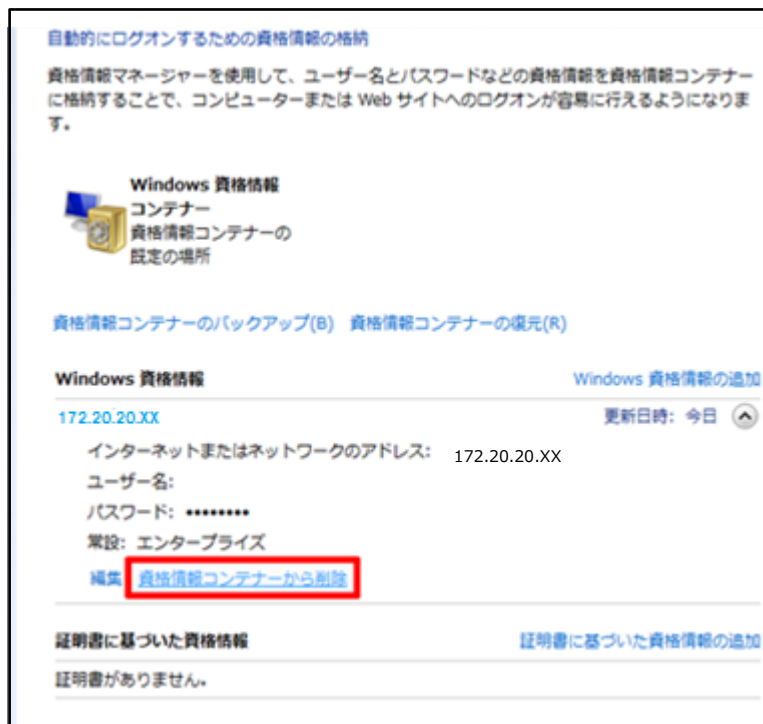 自動的にログオンするための資格情報の格納
資格情報マネージャーを使用して、ユーザー名とパスワードなどの資格情報を資格情報コンテナー
に格納することで、コンピューターまたは Web サイトへのログオンが容易に行えるようになりま
す。
Windows 資格情報
コンテナー
資格情報コンテナーの
既定の場所
資格情報コンテナーのバックアップ(B) 資格情報コンテナーの復元(R)
Windows 資格情報 Windows 資格情報の追加
172.20.20.XX 更新日時: 今日
インターネットまたはネットワークのアドレス: 172.20.20.XX
ユーザー名:
パスワード: ••••••••
常設: エンタープライズ
編集 資格情報コンテナーから削除
証明書に基づいた資格情報 証明書に基づいた資格情報の追加
証明書がありません。